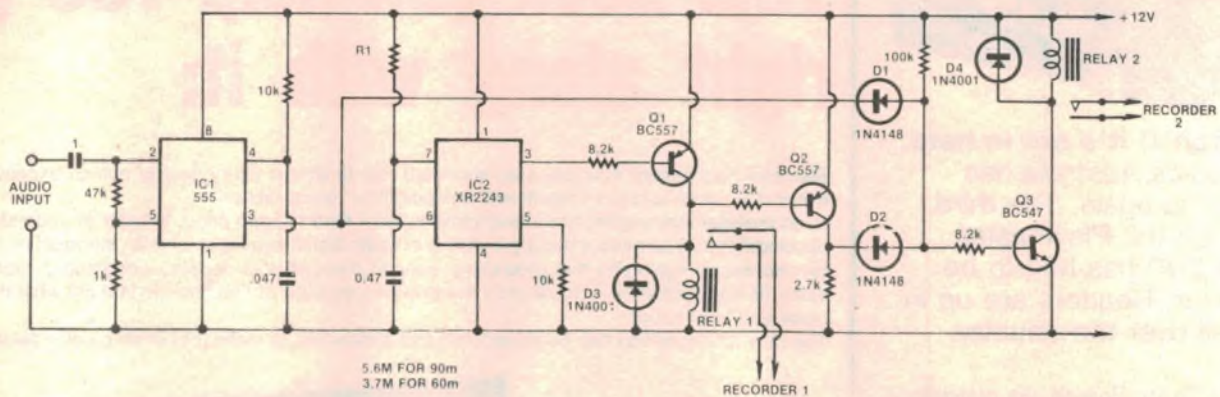 +12V
R1
100k
D4
1N4001
RELAY 2
10k
D1
1N4148
RECORDER
2
Q1
BC557
8
1
1
2
4
7
3
8.2k
Q2
BC557
AUDIO
INPUT
47k
IC1
555
IC2
XR2243
8.2k
Q3
BC547
5
3
6
5
D2
1N4148
8.2k
1k
1
.047
0.47
4
10k
D3
1N4001
RELAY 1
2.7k
5.6M FOR 90m
3.7M FOR 60m
RECORDER 1